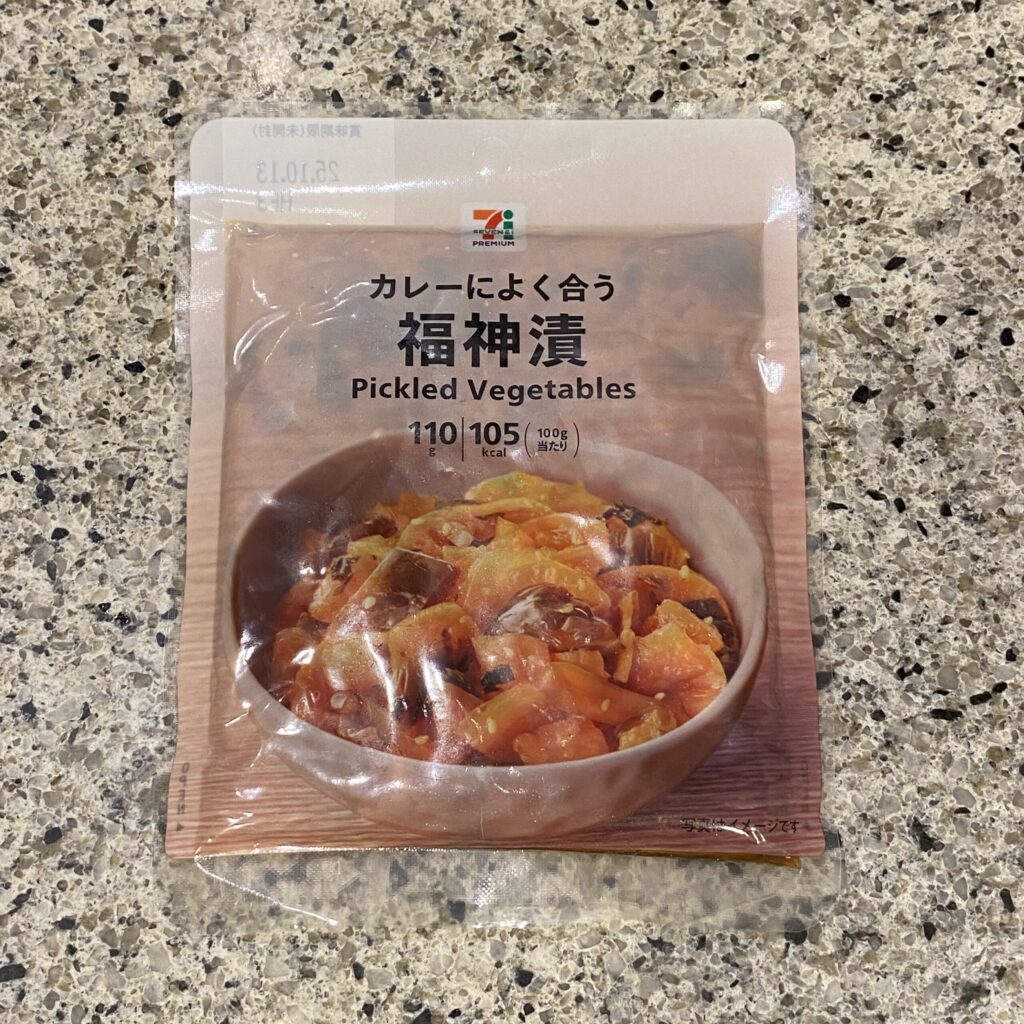 賞味期限(未開封)
25.10.13
HF3
7i
SEVEN&i
PREMIUM
カレーによく合う
福神漬
Pickled Vegetables
110g 105kcal (100g当たり)
写真はイメージです